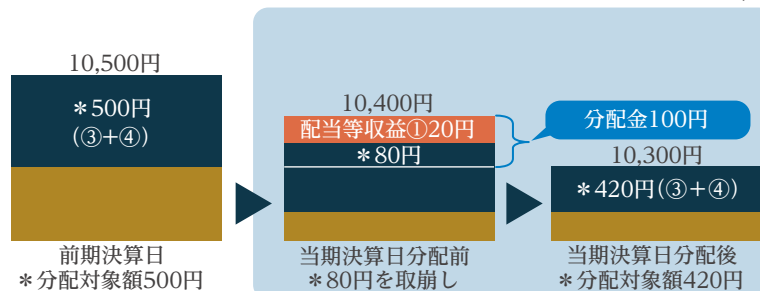 10,500円
＊500円
(③＋④)
前期決算日
＊分配対象額500円
10,400円
配当等収益①20円
＊80円
分配金100円
当期決算日分配前
＊80円を取崩し
10,300円
＊420円(③＋④)
当期決算日分配後
＊分配対象額420円